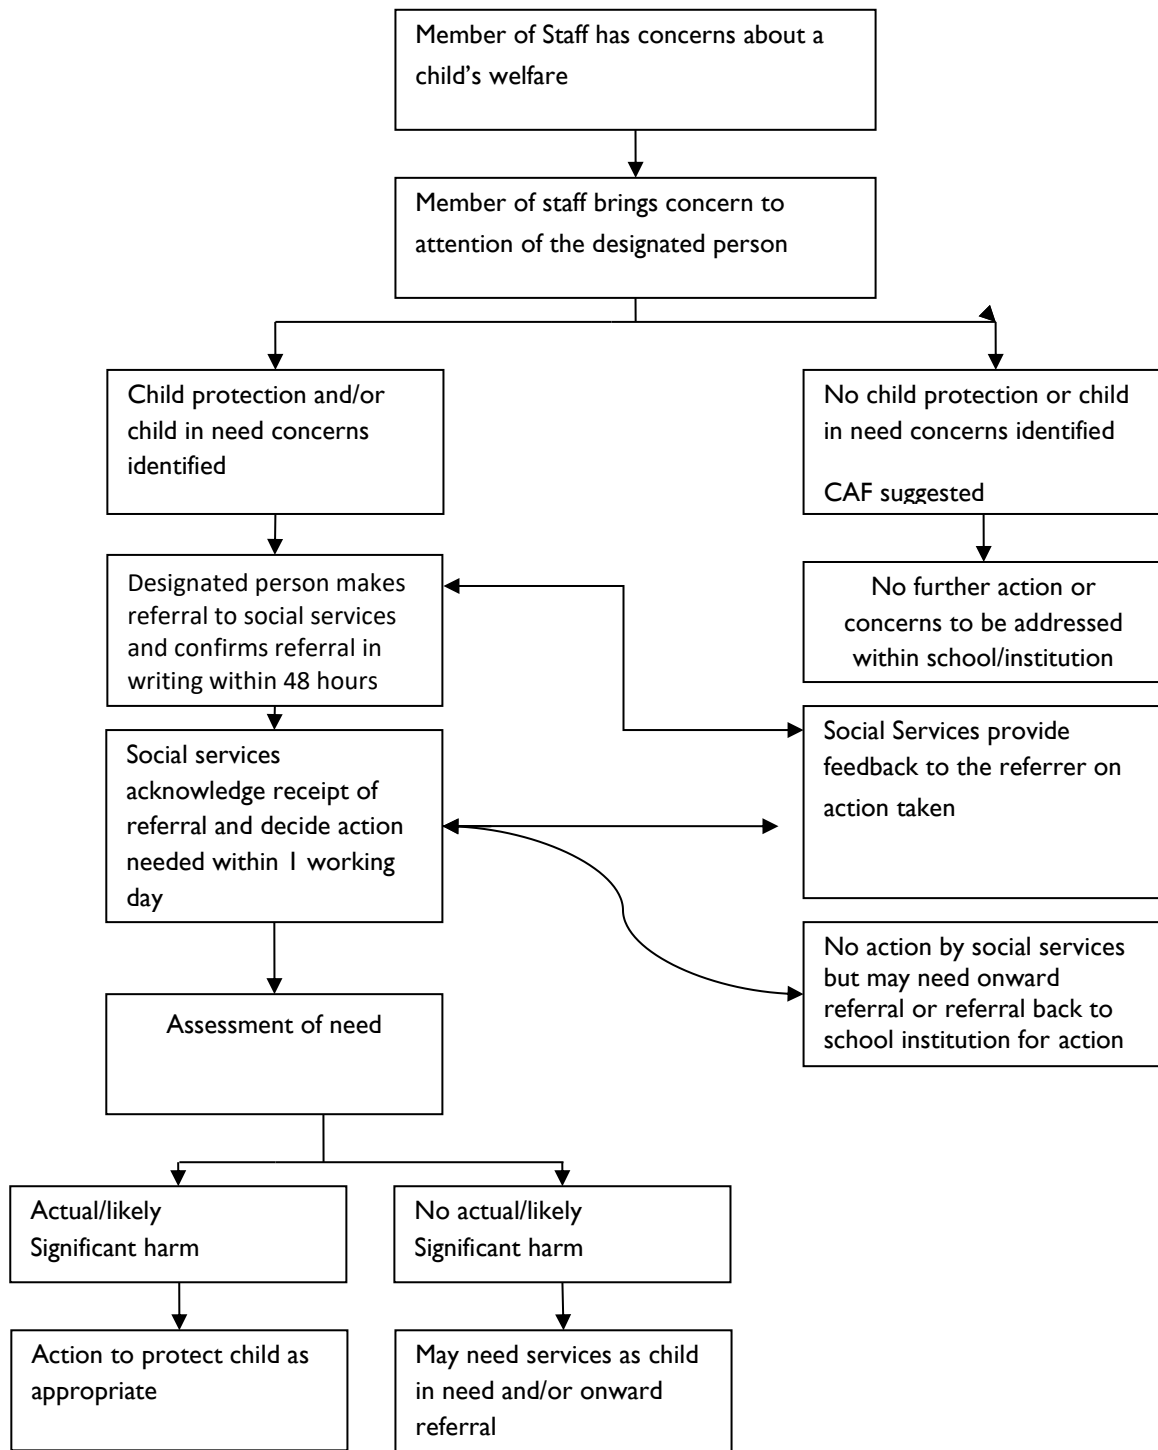 Member of Staff has concerns about a
child’s welfare
Member of staff brings concern to
attention of the designated person
Child protection and/or
child in need concerns
identified
No child protection or child
in need concerns identified
CAF suggested
Designated person makes
referral to social services
and confirms referral in
writing within 48 hours
No further action or
concerns to be addressed
within school/institution
Social services
acknowledge receipt of
referral and decide action
needed within 1 working
day
Social Services provide
feedback to the referrer on
action taken
No action by social services
but may need onward
referral or referral back to
school institution for action
Assessment of need
Actual/likely
Significant harm
No actual/likely
Significant harm
Action to protect child as
appropriate
May need services as child
in need and/or onward
referral